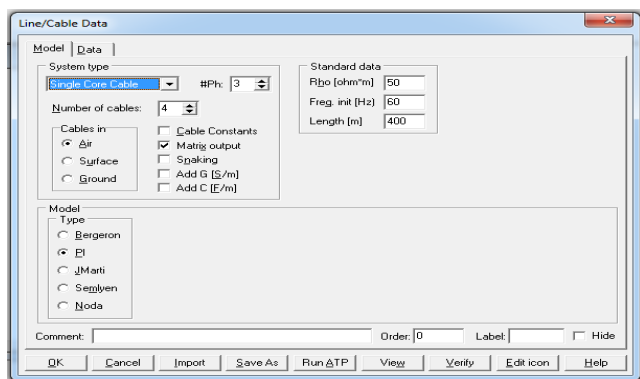 Line/Cable Data
Model Data
System type
Single Core Cable #Ph: 3
Number of cables: 4
Cables in
Air
Surface
Ground
Cable Constants
Matrix output
Snaking
Add G [S/m]
Add C [F/m]
Standard data
Rho [ohm*m] 50
Freq. init [Hz] 60
Length [m] 400
Model
Type
Bergeron
PI
JMarti
Semlyen
Noda
Comment: Order: 0 Label: Hide
OK Cancel Import Save As Run ATP View Verify Edit icon Help